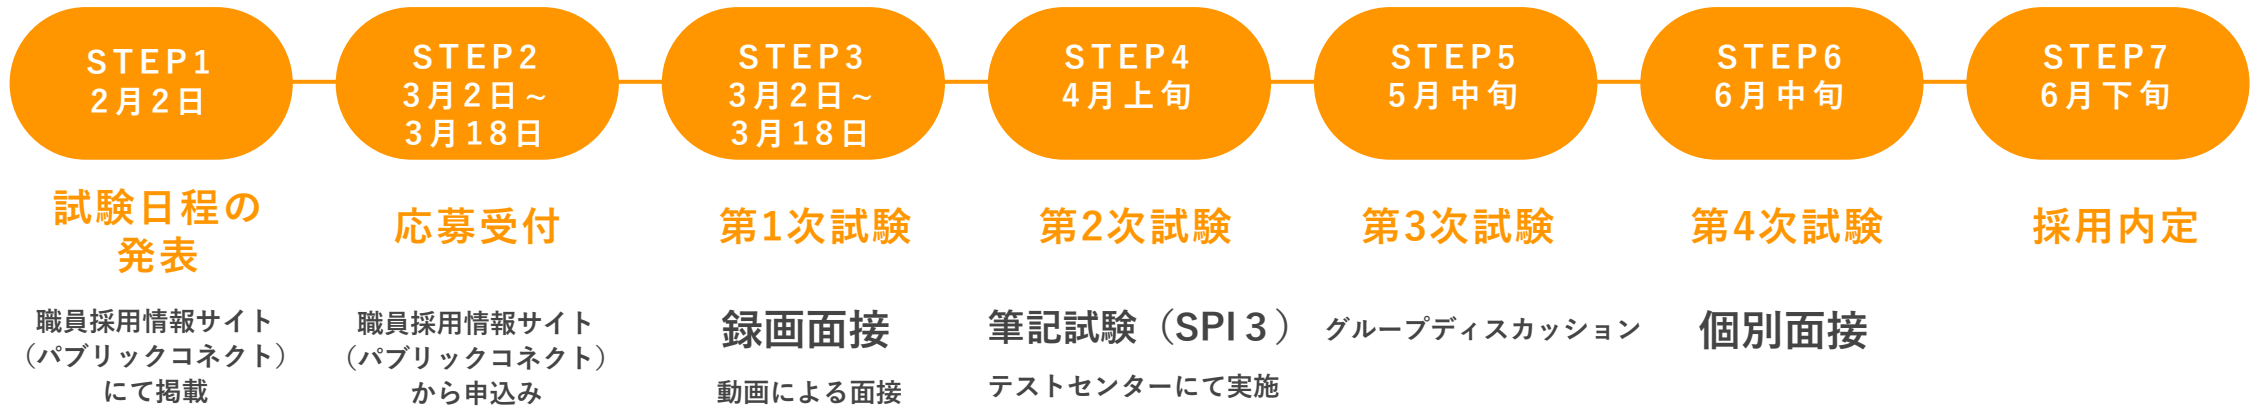 STEP1
2月2日
STEP2
3月2日~
3月18日
STEP3
3月2日~
3月18日
STEP4
4月上旬
STEP5
5月中旬
STEP6
6月中旬
STEP7
6月下旬
試験日程の
発表
応募受付
第1次試験
第2次試験
第3次試験
第4次試験
採用内定
職員採用情報サイト
（パブリックコネクト）
にて掲載
職員採用情報サイト
（パブリックコネクト）
から申込み
録画面接
動画による面接
筆記試験（SPI３）
テストセンターにて実施
グループディスカッション
個別面接